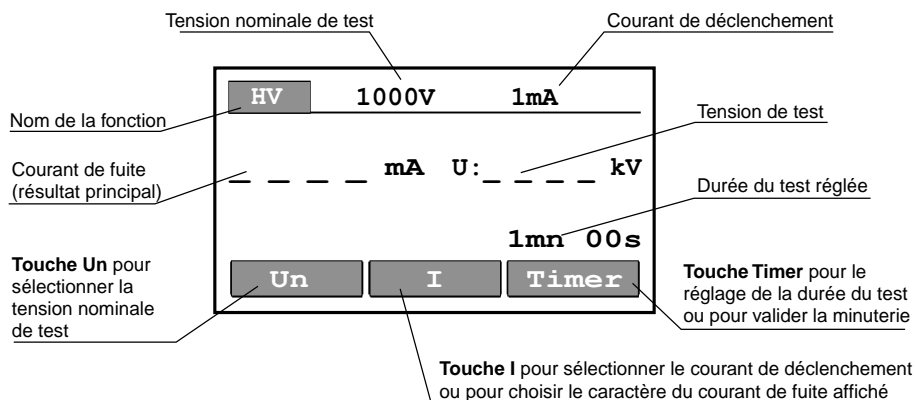 Tension nominale de test
Courant de déclenchement
HV 1000V 1mA
Nom de la fonction
Tension de test
Courant de fuite
(résultat principal)
_ _ _ _ mA U:_ _ _ _ kV
Durée du test réglée
1mn 00s
Touche Un pour
sélectionner la
tension nominale
de test
Un I Timer
Touche Timer pour le
réglage de la durée du test
ou pour valider la minuterie
Touche I pour sélectionner le courant de déclenchement
ou pour choisir le caractère du courant de fuite affiché